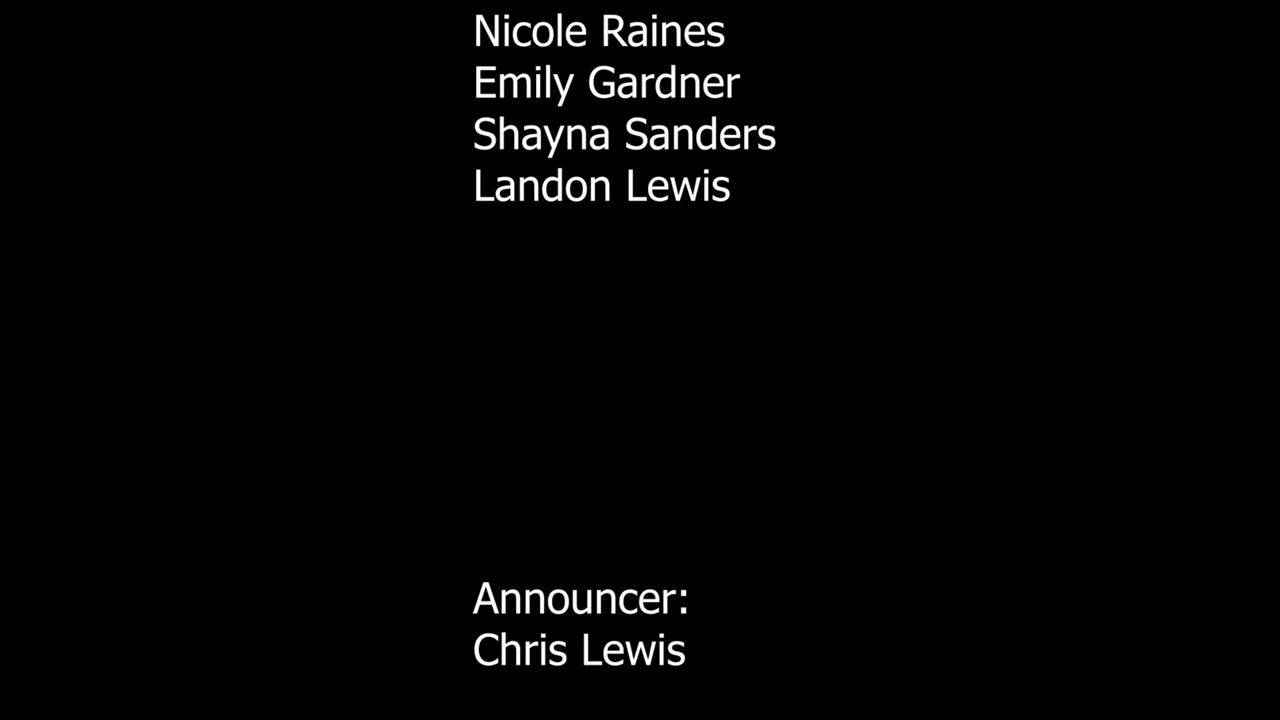 Nicole Raines
Emily Gardner
Shayna Sanders
Landon Lewis
Announcer:
Chris Lewis